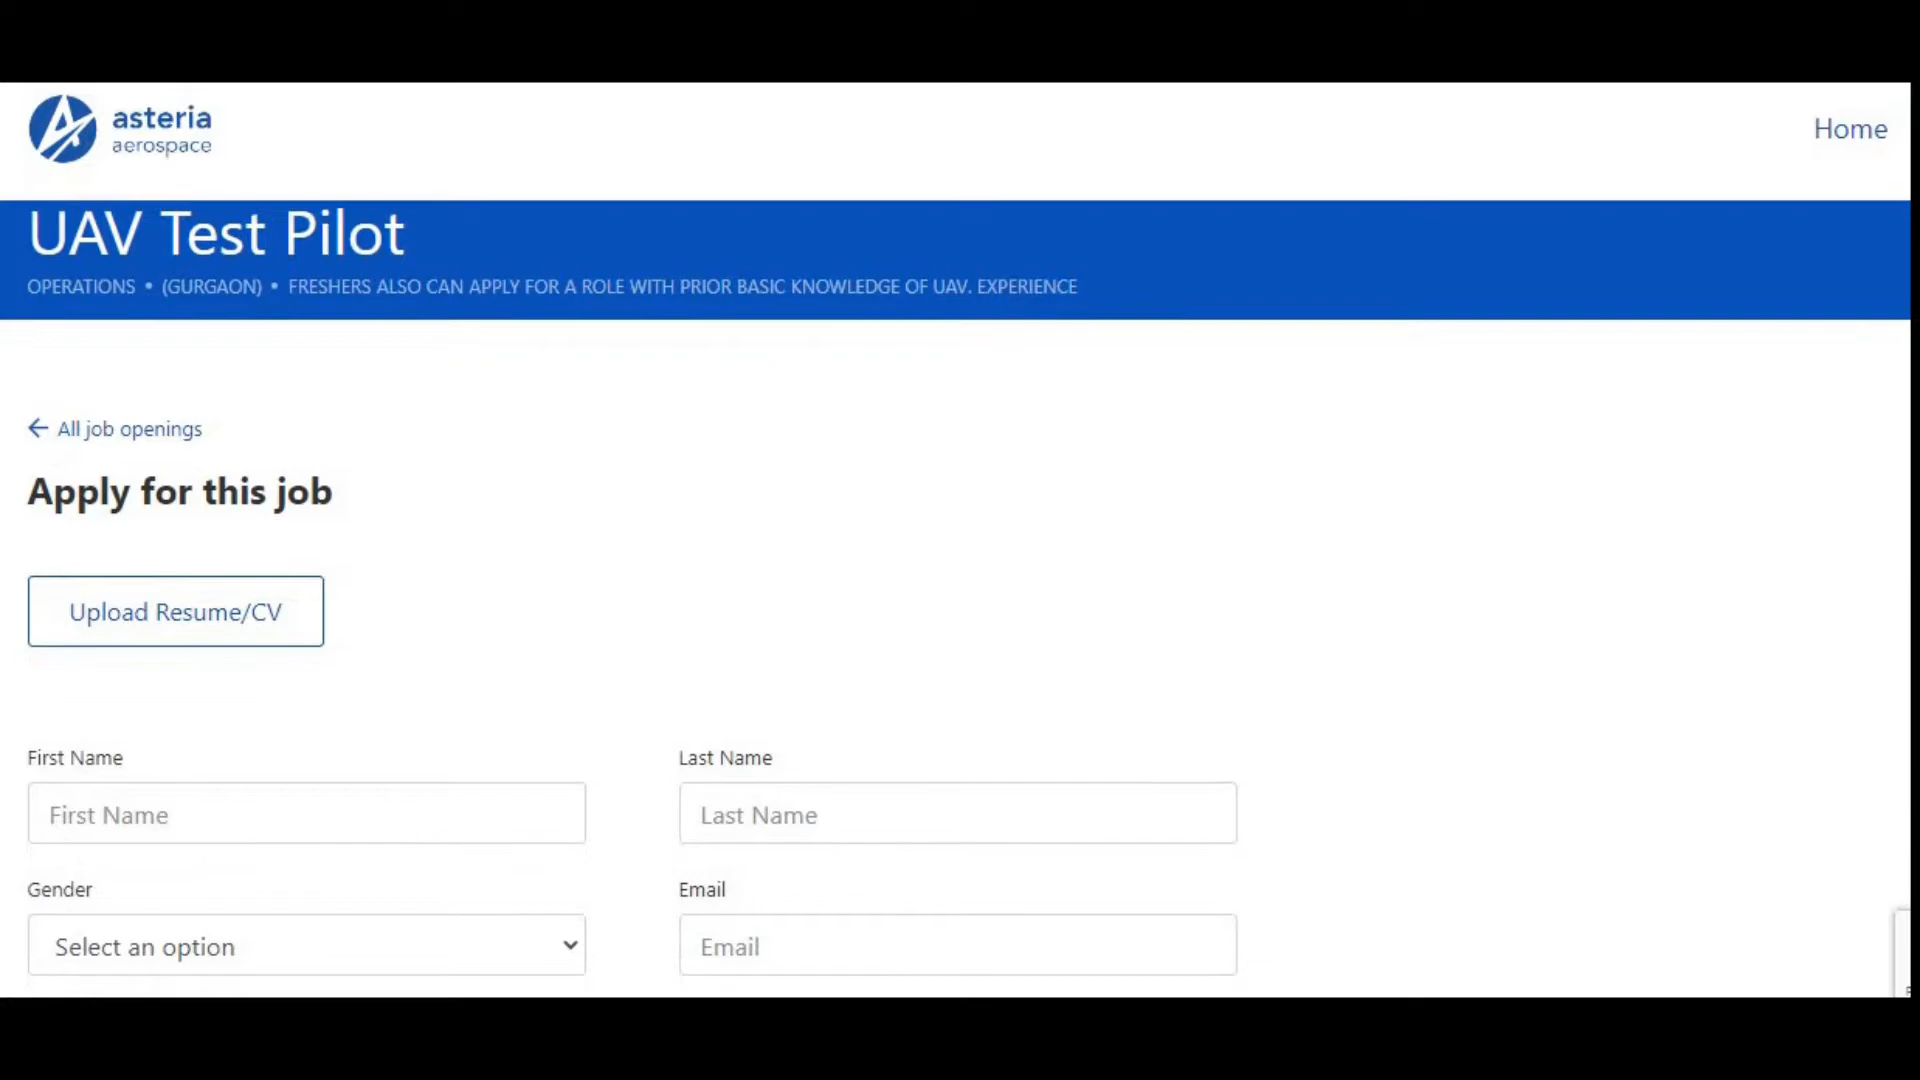 asteria
aerospace
Home
UAV Test Pilot
OPERATIONS • (GURGAON) • FRESHERS ALSO CAN APPLY FOR A ROLE WITH PRIOR BASIC KNOWLEDGE OF UAV. EXPERIENCE
← All job openings
Apply for this job
Upload Resume/CV
First Name
Last Name
First Name
Last Name
Gender
Email
Select an option
Email